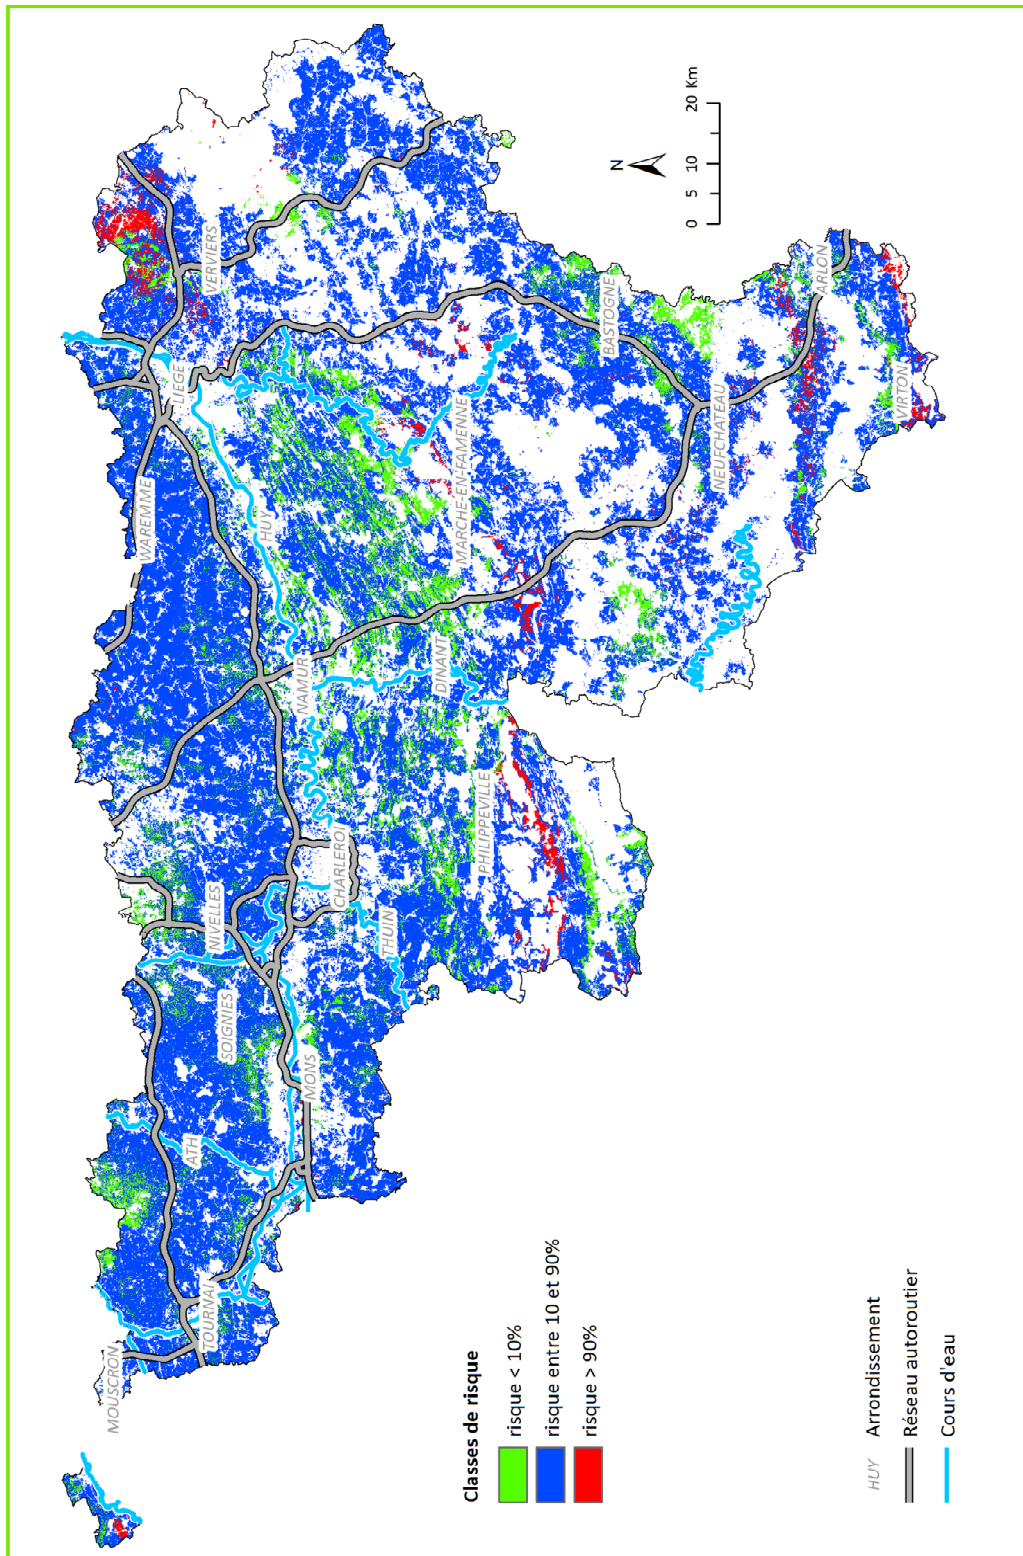 MOUSCRON
TOURNAI
ATH
SOIGNIES
MONS
NIVELLES
CHARLEROI
THUIN
WAREMME
HUY
NAMUR
LIEGE
VERVIERS
DINANT
PHILIPPEVILLE
MARCHE-EN-FAMENNE
BASTOGNE
NEUFCHATEAU
ARLON
VIRTON
N
0 5 10 20 Km
Classes de risque
risque < 10%
risque entre 10 et 90%
risque > 90%
HUY Arrondissement
Réseau autoroutier
Cours d'eau